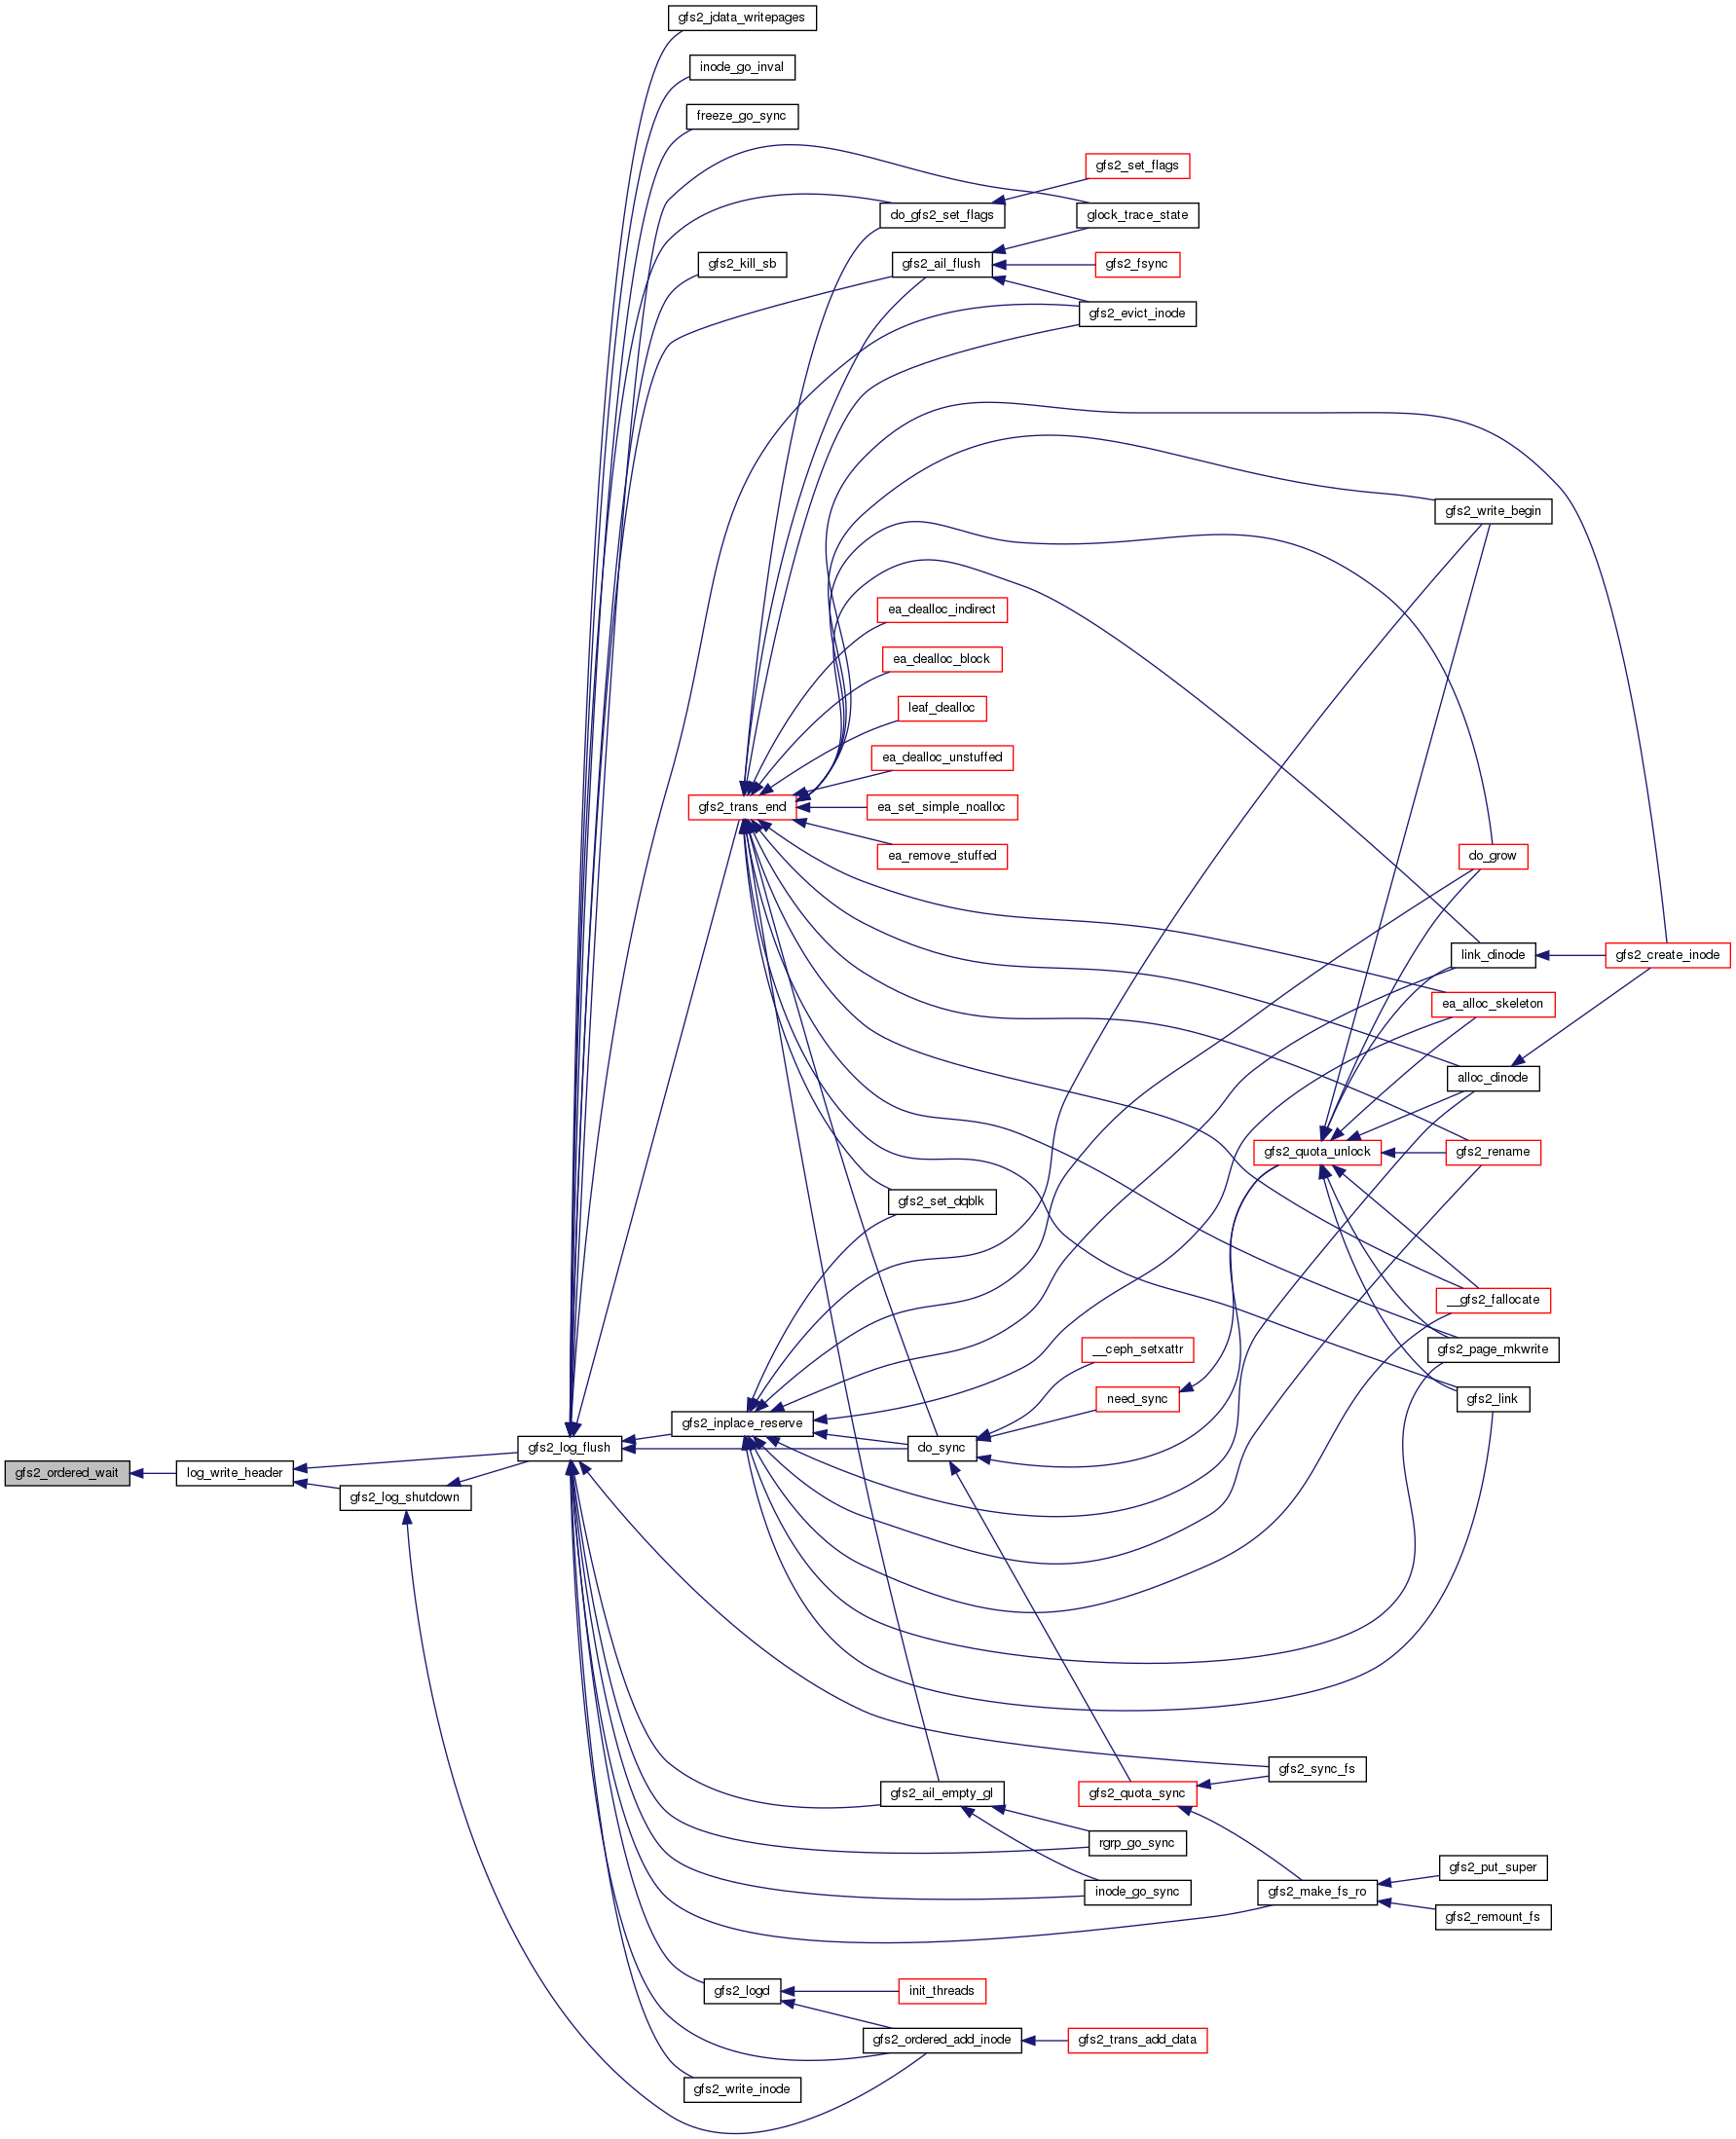 gfs2_jdata_writepages
inode_go_inval
freeze_go_sync
gfs2_set_flags
do_gfs2_set_flags
glock_trace_state
gfs2_kill_sb
gfs2_ail_flush
gfs2_fsync
gfs2_evict_inode
gfs2_write_begin
ea_dealloc_indirect
ea_dealloc_block
leaf_dealloc
ea_dealloc_unstuffed
gfs2_trans_end
ea_set_simple_noalloc
ea_remove_stuffed
do_grow
link_dinode
gfs2_create_inode
ea_alloc_skeleton
alloc_dinode
gfs2_quota_unlock
gfs2_rename
gfs2_set_dqblk
__gfs2_fallocate
__ceph_setxattr
gfs2_page_mkwrite
need_sync
gfs2_link
gfs2_inplace_reserve
gfs2_log_flush
do_sync
gfs2_ordered_wait
log_write_header
gfs2_log_shutdown
gfs2_sync_fs
gfs2_ail_empty_gl
gfs2_quota_sync
rgrp_go_sync
gfs2_put_super
inode_go_sync
gfs2_make_fs_ro
gfs2_remount_fs
gfs2_logd
init_threads
gfs2_ordered_add_inode
gfs2_trans_add_data
gfs2_write_inode